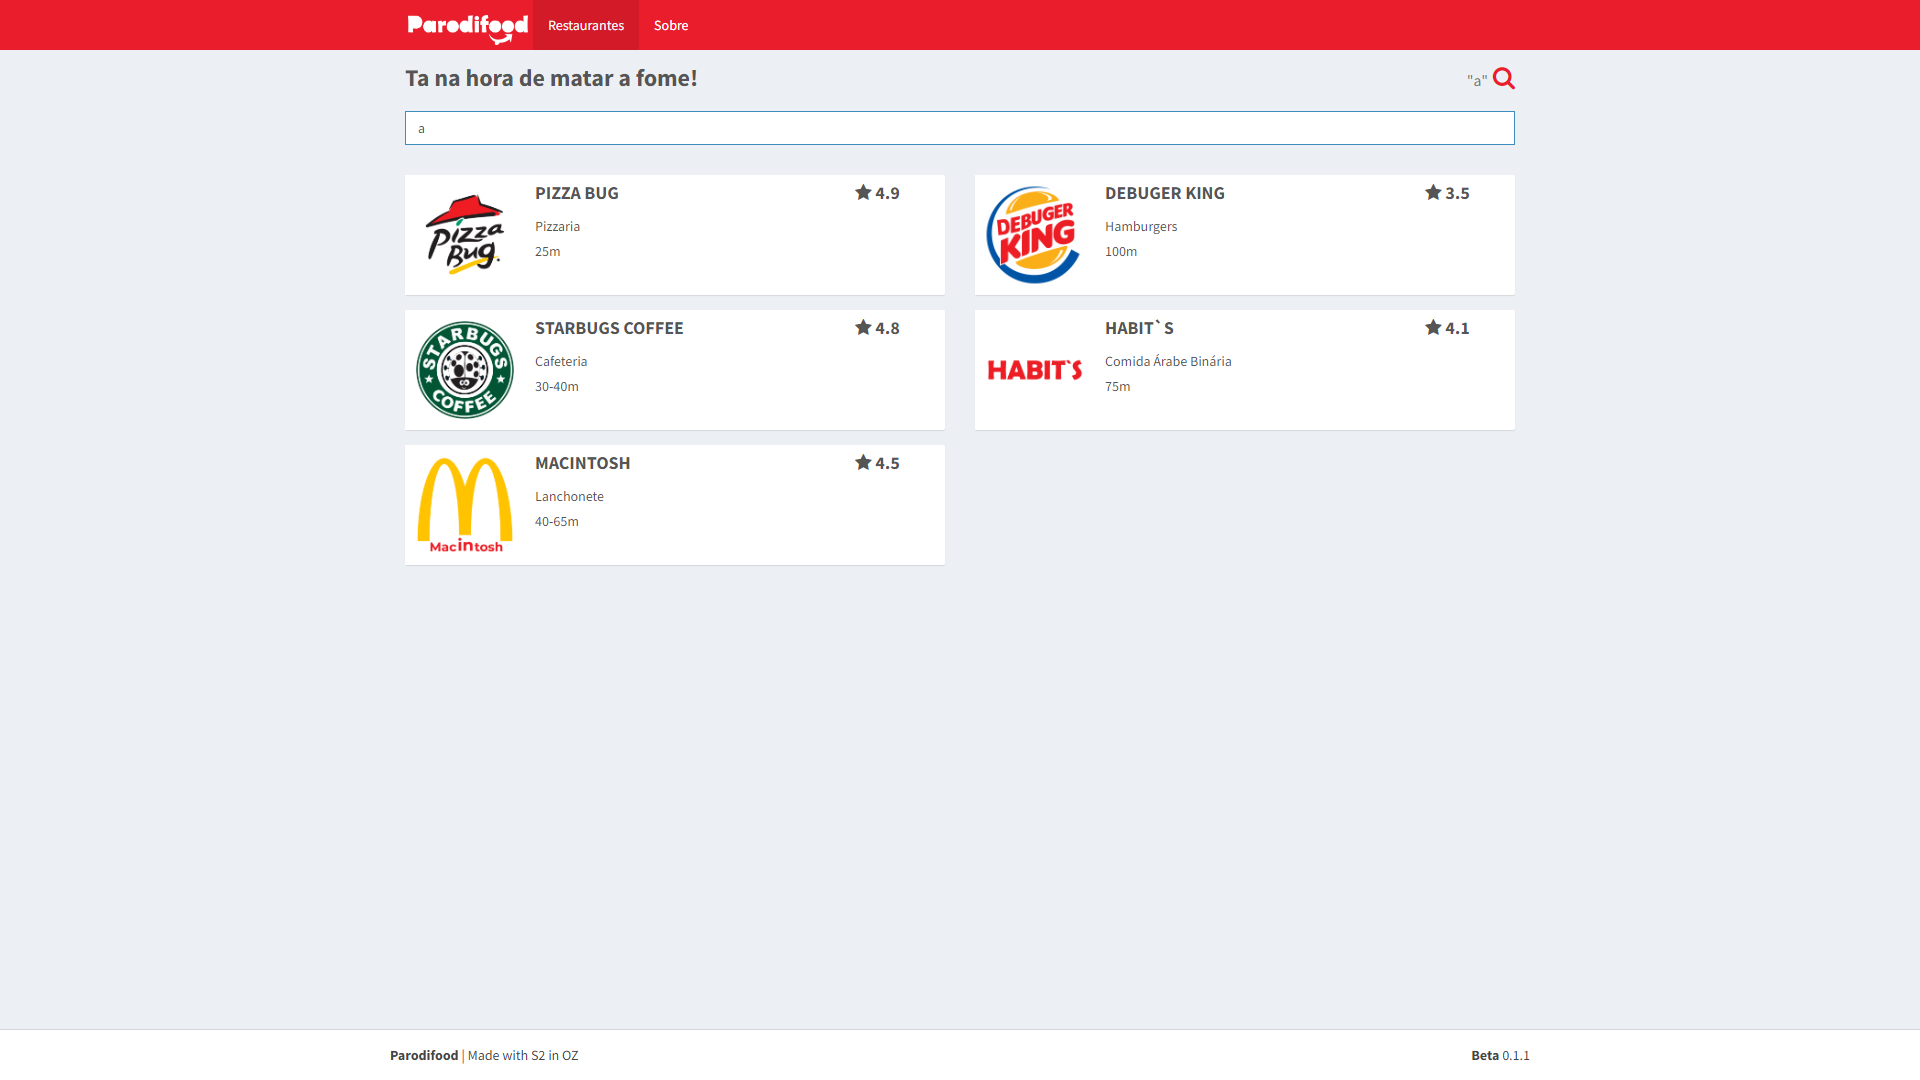 Parodifood Restaurantes Sobre
Ta na hora de matar a fome! "a"
a
Pizza Bug.
PIZZA BUG 4.9
Pizzaria
25m
DEBUGER KING
DEBUGER KING 3.5
Hamburgers
100m
STARBUGS COFFEE
STARBUGS COFFEE 4.8
Cafeteria
30-40m
HABIT`S
HABIT`S 4.1
Comida Árabe Binária
75m
Macintosh
MACINTOSH 4.5
Lanchonete
40-65m
Parodifood | Made with S2 in OZ
Beta 0.1.1